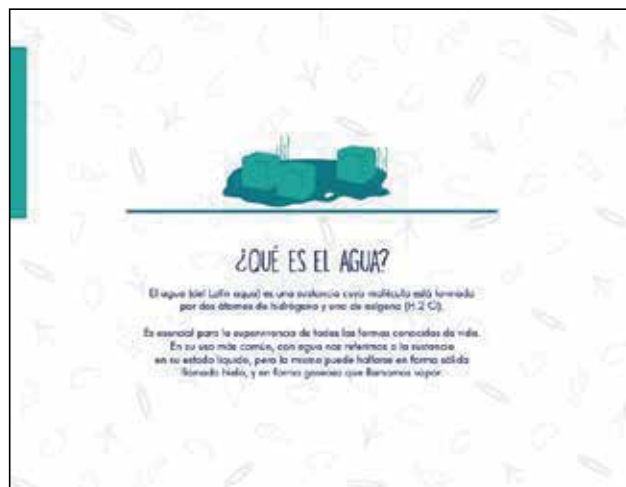 ¿QUÉ ES EL AGUA?
El agua (del Latín aqua) es una sustancia cuya molécula está formada
por dos átomos de hidrógeno y uno de oxígeno (H 2 O).
Es esencial para la supervivencia de todas las formas conocidas de vida.
En su uso más común, con agua nos referimos a la sustancia
en su estado líquido, pero la misma puede hallarse en forma sólida
llamada hielo, y en forma gaseosa que llamamos vapor.